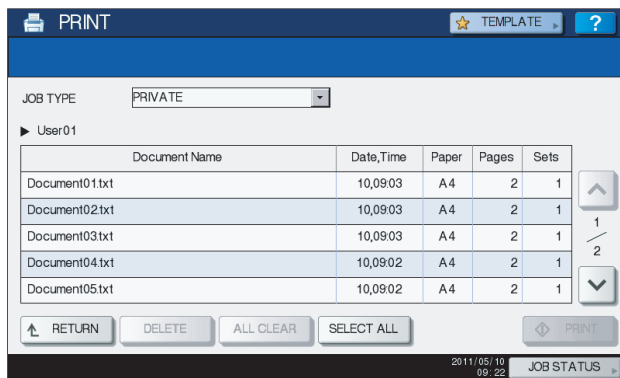 PRINT TEMPLATE ?
JOB TYPE PRIVATE
User01
Document Name Date,Time Paper Pages Sets
Document01.txt 10,09:03 A4 2 1
Document02.txt 10,09:03 A4 2 1
Document03.txt 10,09:03 A4 2 1
Document04.txt 10,09:02 A4 2 1
Document05.txt 10,09:02 A4 2 1
1
2
RETURN DELETE ALL CLEAR SELECT ALL PRINT
2011/05/10
09:22 JOB STATUS